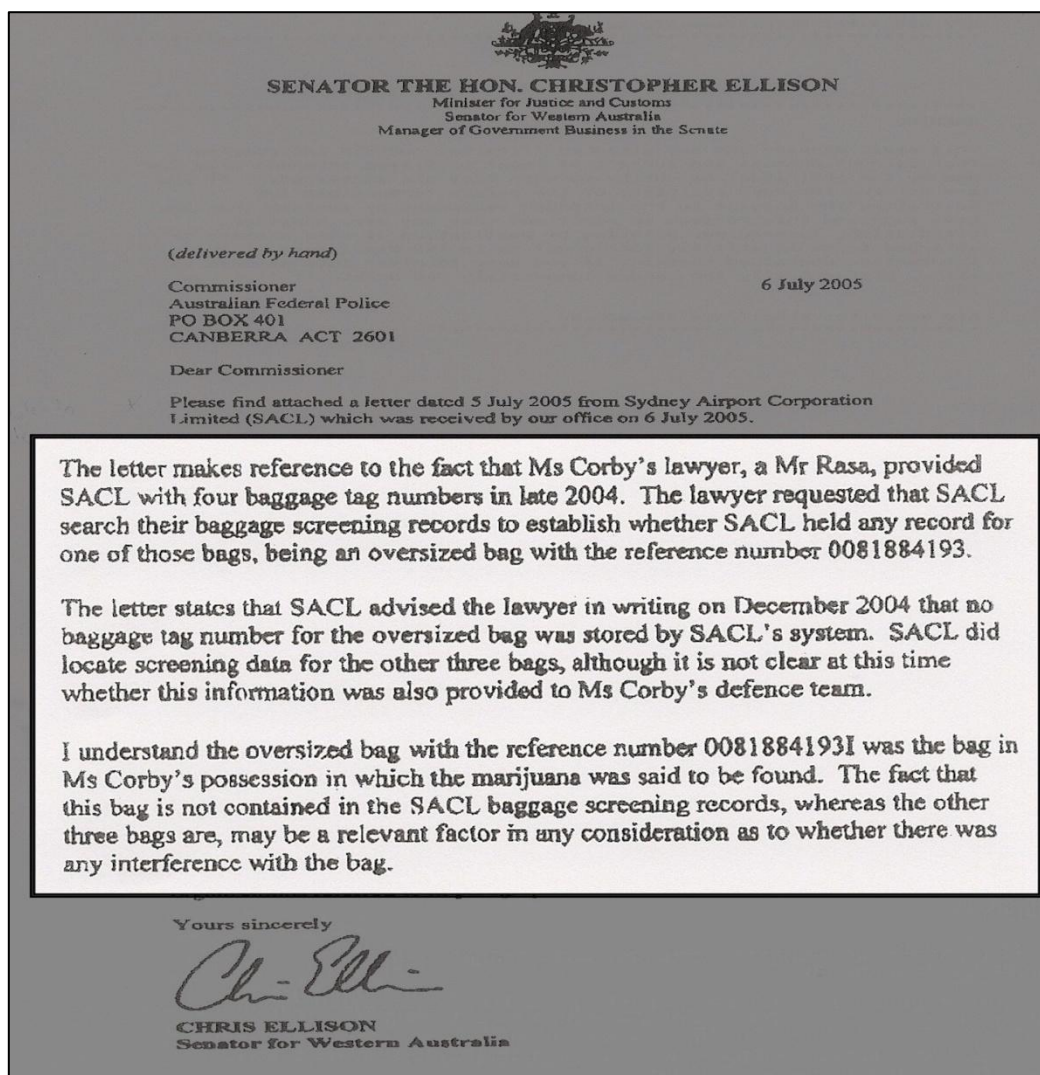 SENATOR THE HON. CHRISTOPHER ELLISON
Minister for Justice and Customs
Senator for Western Australia
Manager of Government Business in the Senate
(delivered by hand)
Commissioner 6 July 2005
Australian Federal Police
PO BOX 401
CANBERRA ACT 2601
Dear Commissioner
Please find attached a letter dated 5 July 2005 from Sydney Airport Corporation
Limited (SACL) which was received by our office on 6 July 2005.
The letter makes reference to the fact that Ms Corby's lawyer, a Mr Rasa, provided
SACL with four baggage tag numbers in late 2004. The lawyer requested that SACL
search their baggage screening records to establish whether SACL held any record for
one of those bags, being an oversized bag with the reference number 0081884193.
The letter states that SACL advised the lawyer in writing on December 2004 that no
baggage tag number for the oversized bag was stored by SACL's system. SACL did
locate screening data for the other three bags, although it is not clear at this time
whether this information was also provided to Ms Corby's defence team.
I understand the oversized bag with the reference number 0081884193I was the bag in
Ms Corby's possession in which the marijuana was said to be found. The fact that
this bag is not contained in the SACL baggage screening records, whereas the other
three bags are, may be a relevant factor in any consideration as to whether there was
any interference with the bag.
Yours sincerely
Chris Ellison
CHRIS ELLISON
Senator for Western Australia